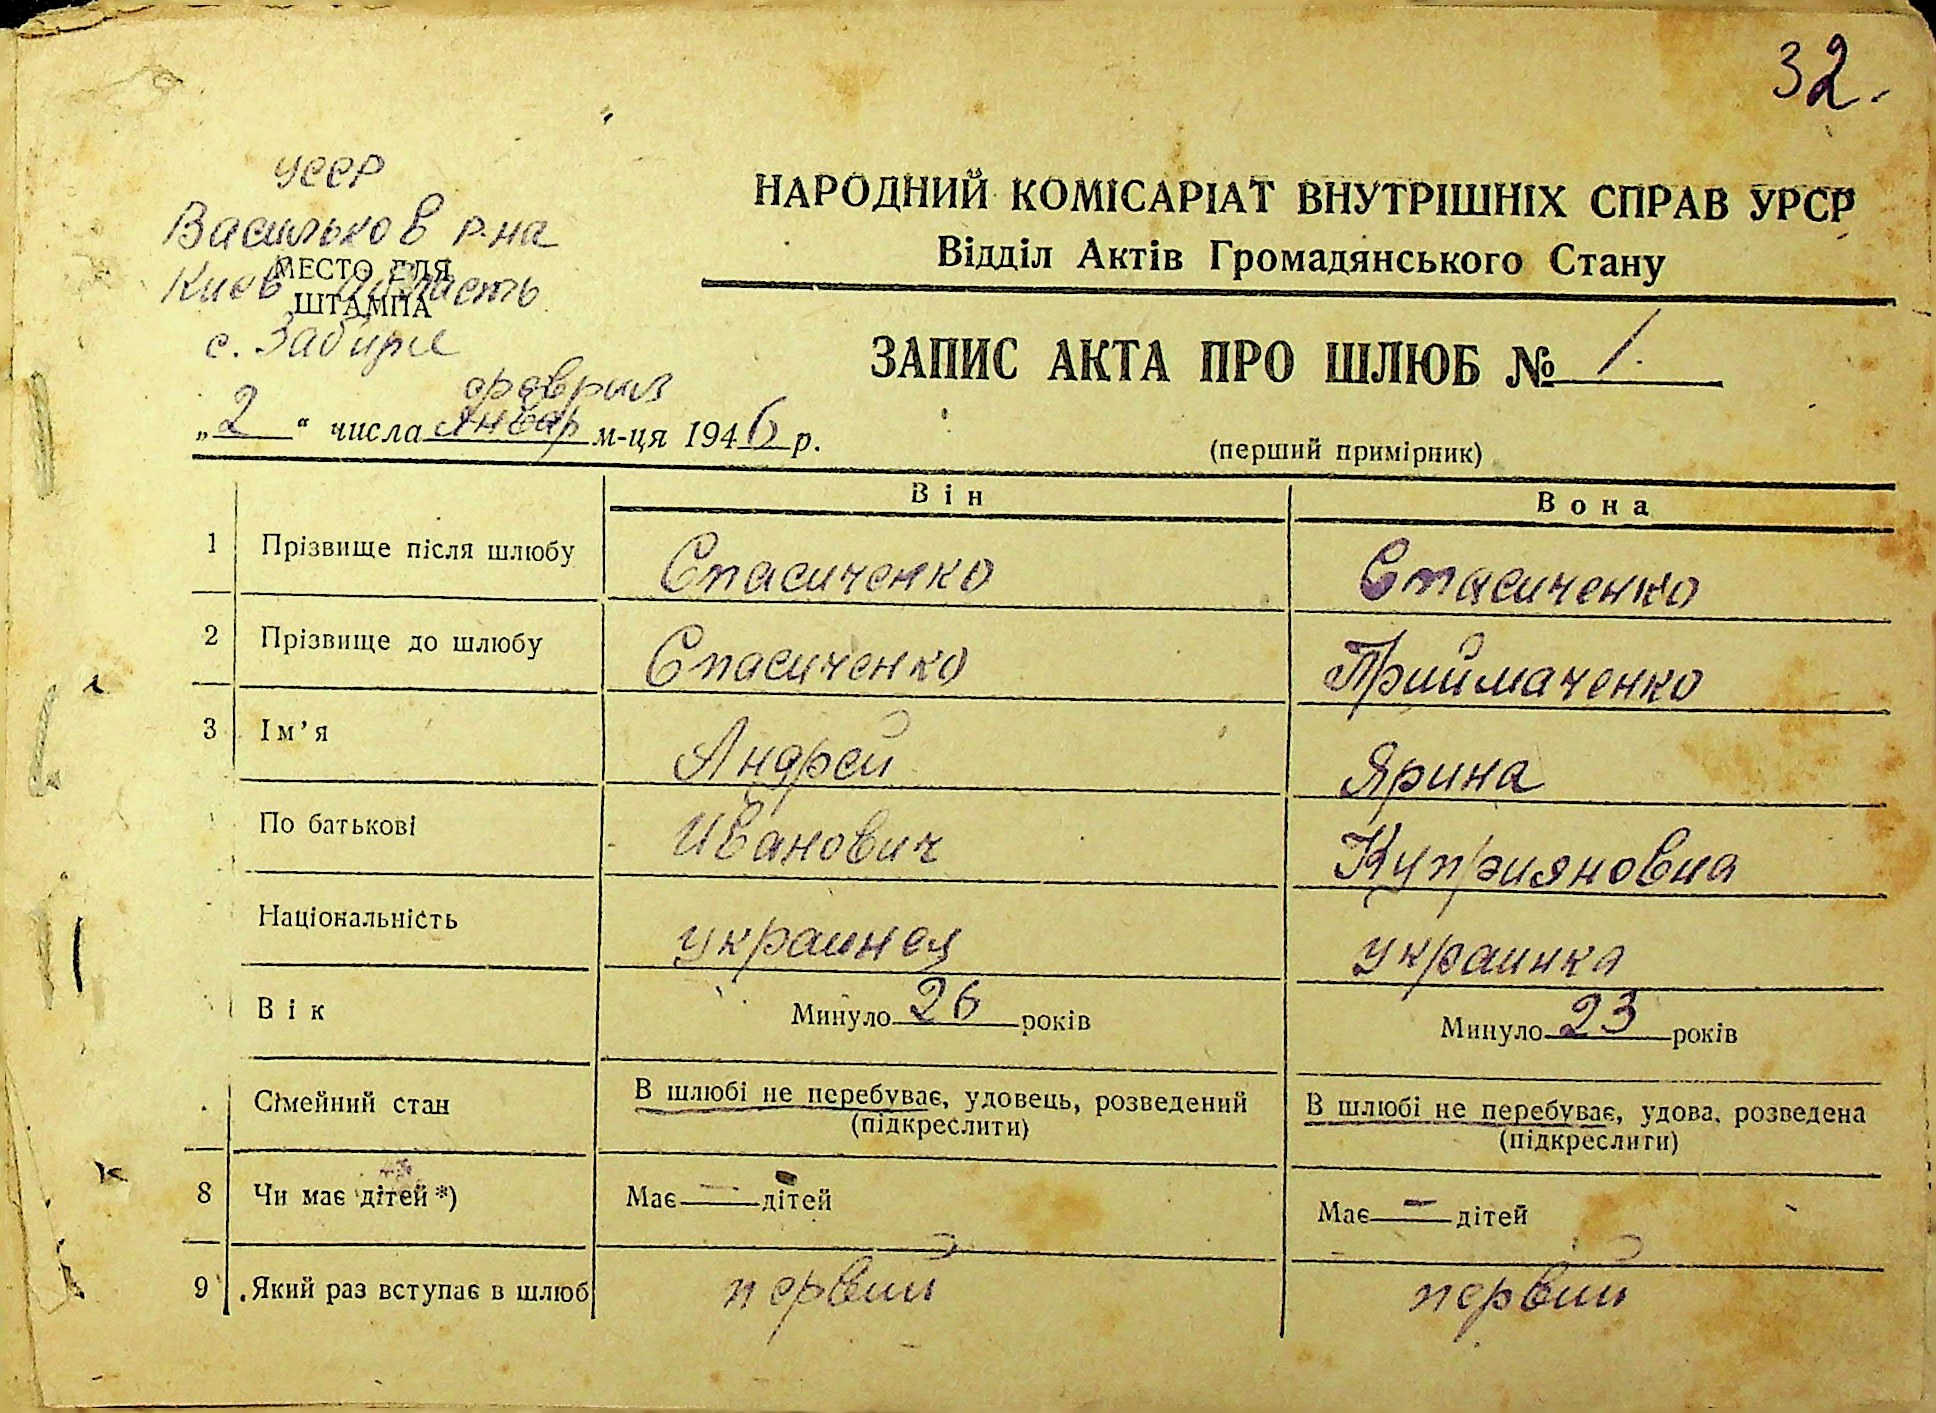 32.
УССР
Васильков р-на
Киев область
МЕСТО ДЛЯ
ШТАМПА
с. Забирье
НАРОДНИЙ КОМІСАРІАТ ВНУТРІШНІХ СПРАВ УРСР
Відділ Актів Громадянського Стану
ЗАПИС АКТА ПРО ШЛЮБ № 1.
февриля
„2“ числа Январ м-ця 1946 р.
(перший примірник)
Він Вона
1 Прізвище після шлюбу Спасиченко Спасиченко
2 Прізвище до шлюбу Спасиченко Приймаченко
3 Ім'я Андрей Ярина
По батькові Иванович Куприяновна
Національність украинец украинка
Вік Минуло 26 років Минуло 23 років
Сімейний стан В шлюбі не перебуває, удовець, розведений В шлюбі не перебуває, удова, розведена
(підкреслити) (підкреслити)
8 Чи має дітей*) Має — дітей Має — дітей
9 Який раз вступає в шлюб первий первий